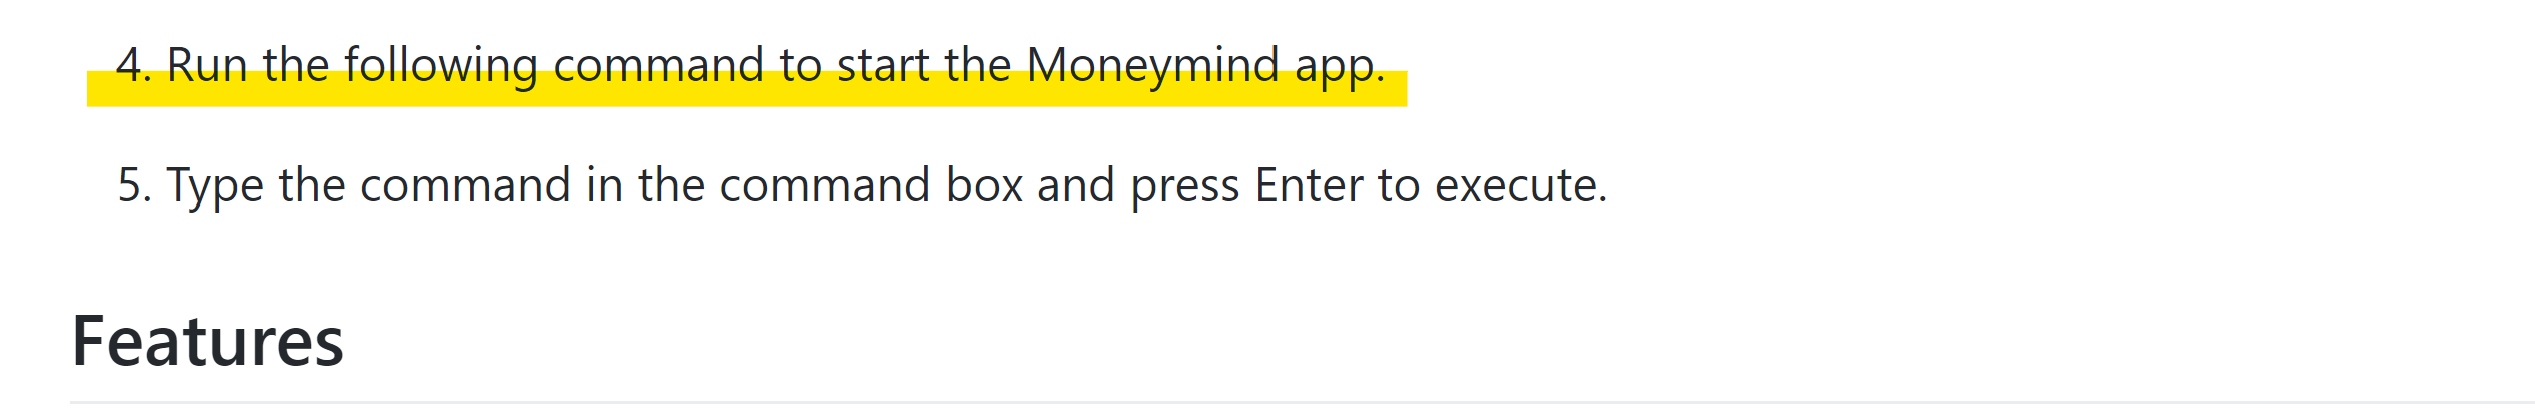 4. Run the following command to start the Moneymind app.
5. Type the command in the command box and press Enter to execute.
Features